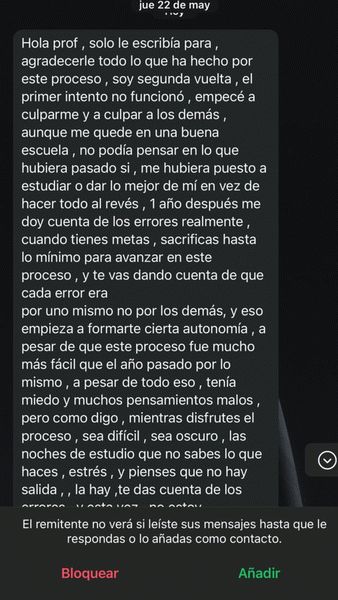 jue 22 de may
Hoy
Hola prof , solo le escribía para ,
agradecerle todo lo que ha hecho por
este proceso , soy segunda vuelta , el
primer intento no funcionó , empecé a
culparme y a culpar a los demás ,
aunque me quede en una buena
escuela , no podía pensar en lo que
hubiera pasado si , me hubiera puesto a
estudiar o dar lo mejor de mí en vez de
hacer todo al revés , 1 año después me
doy cuenta de los errores realmente ,
cuando tienes metas , sacrificas hasta
lo mínimo para avanzar en este
proceso , y te vas dando cuenta de que
cada error era
por uno mismo no por los demás, y eso
empieza a formarte cierta autonomía , a
pesar de que este proceso fue mucho
más fácil que el año pasado por lo
mismo , a pesar de todo eso , tenía
miedo y muchos pensamientos malos ,
pero como digo , mientras disfrutes el
proceso , sea difícil , sea oscuro , las
noches de estudio que no sabes lo que
haces , estrés , y pienses que no hay
salida , , la hay ,te das cuenta de los
errores , y esta vez , no estoy
El remitente no verá si leíste sus mensajes hasta que le
respondas o lo añadas como contacto.
Bloquear
Añadir